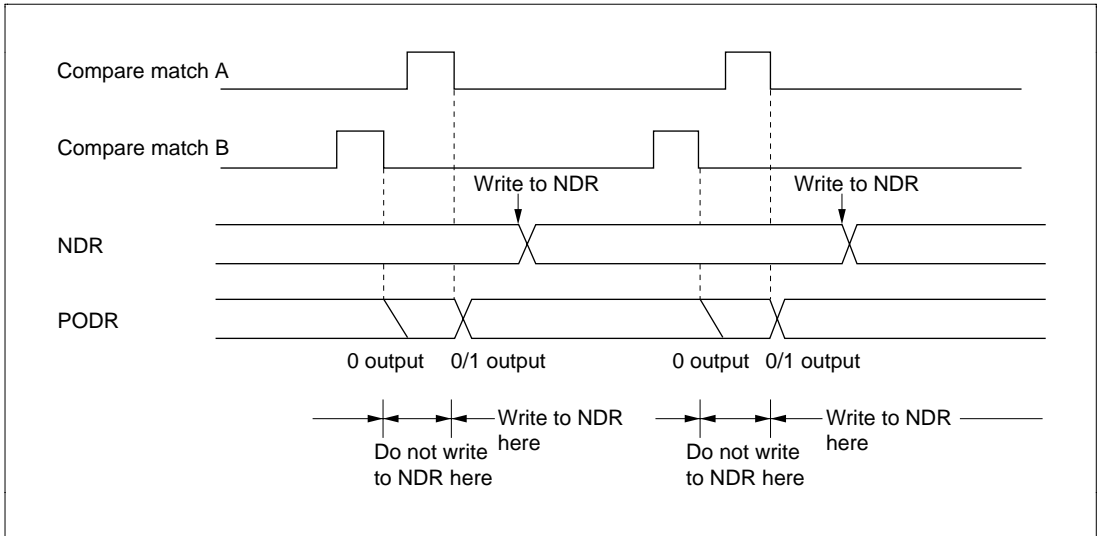 Compare match A
Compare match B
Write to NDR
Write to NDR
NDR
PODR
0 output
0/1 output
0 output
0/1 output
Write to NDR
here
Do not write
to NDR here
Write to NDR
here
Do not write
to NDR here